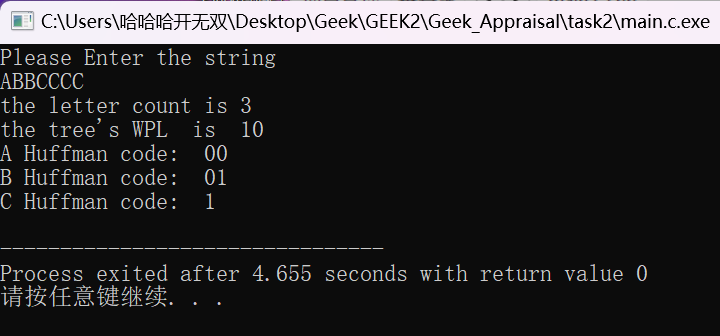 C:\Users\哈哈哈开无双\Desktop\Geek\GEEK2\Geek_Appraisal\task2\main.c.exe
Please Enter the string
ABBCCCC
the letter count is 3
the tree's WPL  is  10
A Huffman code:  00
B Huffman code:  01
C Huffman code:  1
--------------------------------
Process exited after 4.655 seconds with return value 0
请按任意键继续. . .